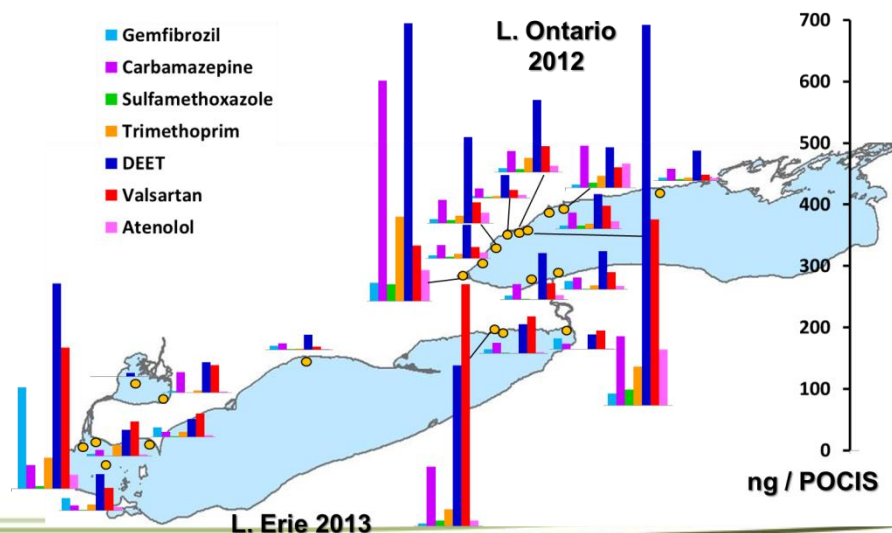 L. Ontario
2012
Gemfibrozil
Carbamazepine
Sulfamethoxazole
Trimethoprim
DEET
Valsartan
Atenolol
700
600
500
400
300
200
100
0
ng / POCIS
L. Erie 2013